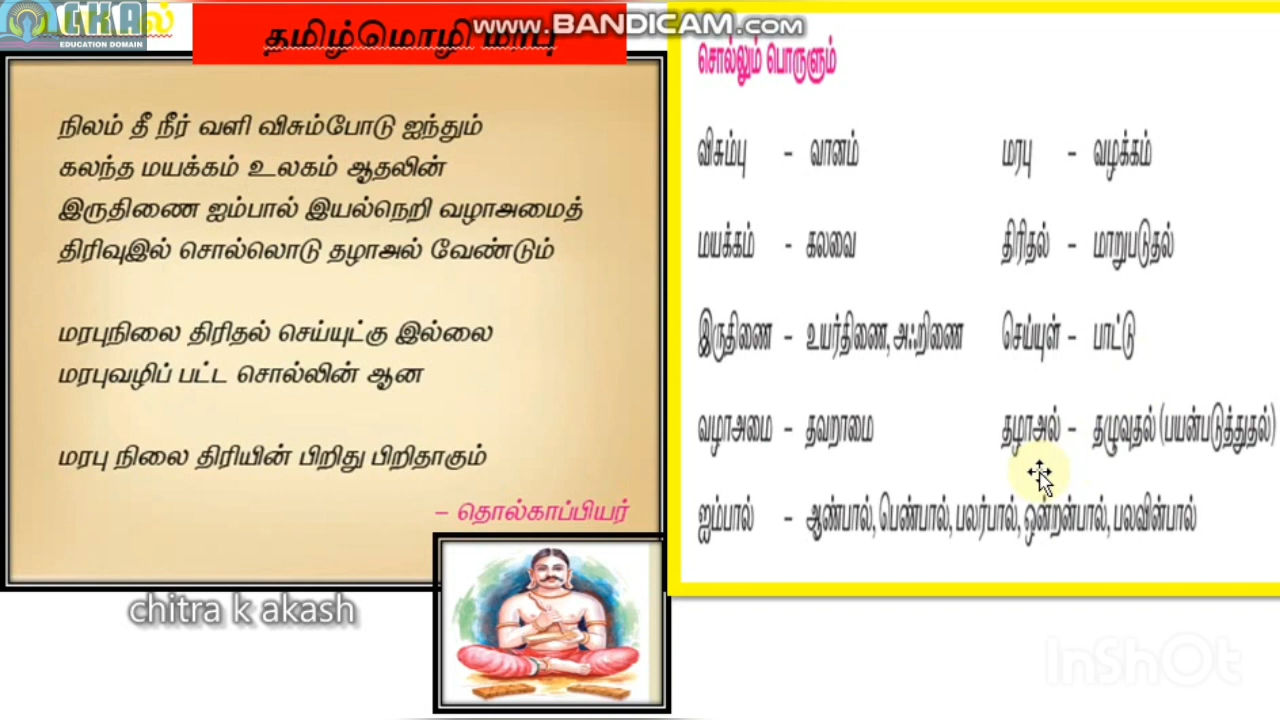 CKA
EDUCATION DOMAIN
தமிழ்மொழி மரபு
www.BANDICAM.com
நிலம் தீ நீர் வளி விசும்போடு ஐந்தும்
கலந்த மயக்கம் உலகம் ஆதலின்
இருதிணை ஐம்பால் இயல்நெறி வழாஅமைத்
திரிவுஇல் சொல்லொடு தழாஅல் வேண்டும்
மரபுநிலை திரிதல் செய்யுட்கு இல்லை
மரபுவழிப் பட்ட சொல்லின் ஆன
மரபு நிலை திரியின் பிறிது பிறிதாகும்
– தொல்காப்பியர்
chitra k akash
சொல்லும் பொருளும்
விசும்பு – வானம் மரபு – வழக்கம்
மயக்கம் – கலவை திரிதல் – மாறுபடுதல்
இருதிணை – உயர்திணை, அஃறிணை செய்யுள் – பாட்டு
வழாஅமை – தவறாமை தழாஅல் – தழுவுதல் (பயன்படுத்துதல்)
ஐம்பால் – ஆண்பால், பெண்பால், பலர்பால், ஒன்றன்பால், பலவின்பால்
InShOt